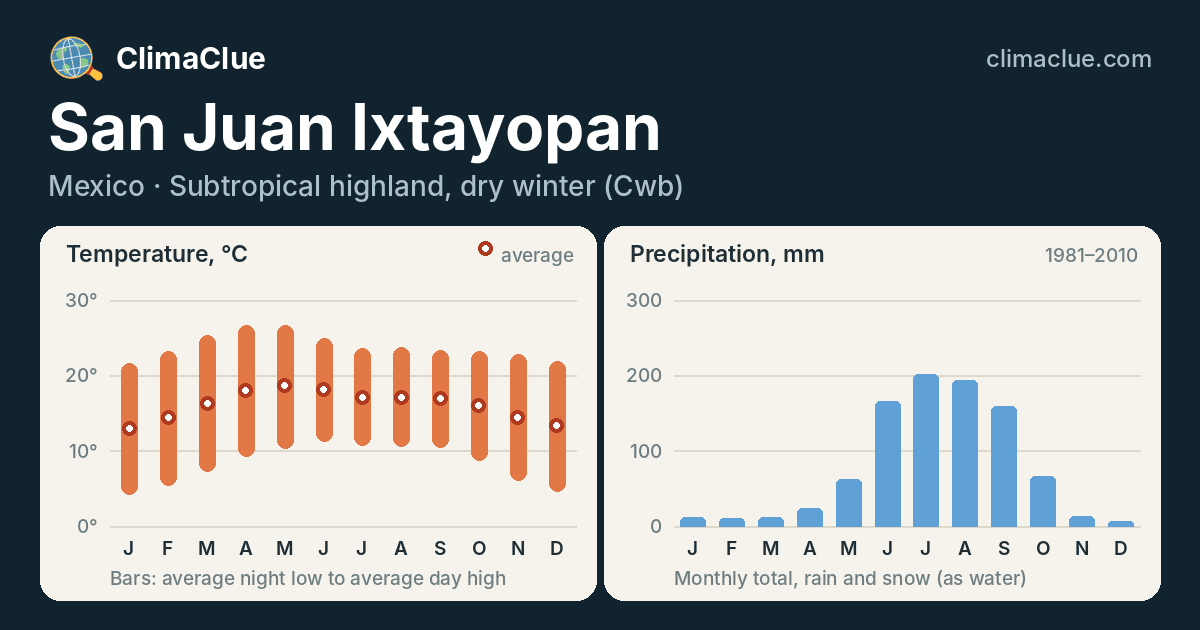 ClimaClue
climaclue.com
San Juan Ixtayopan
Mexico · Subtropical highland, dry winter (Cwb)
Temperature, °C
average
30°
20°
10°
0°
J F M A M J J A S O N D
Bars: average night low to average day high
Precipitation, mm
1981–2010
300
200
100
0
J F M A M J J A S O N D
Monthly total, rain and snow (as water)